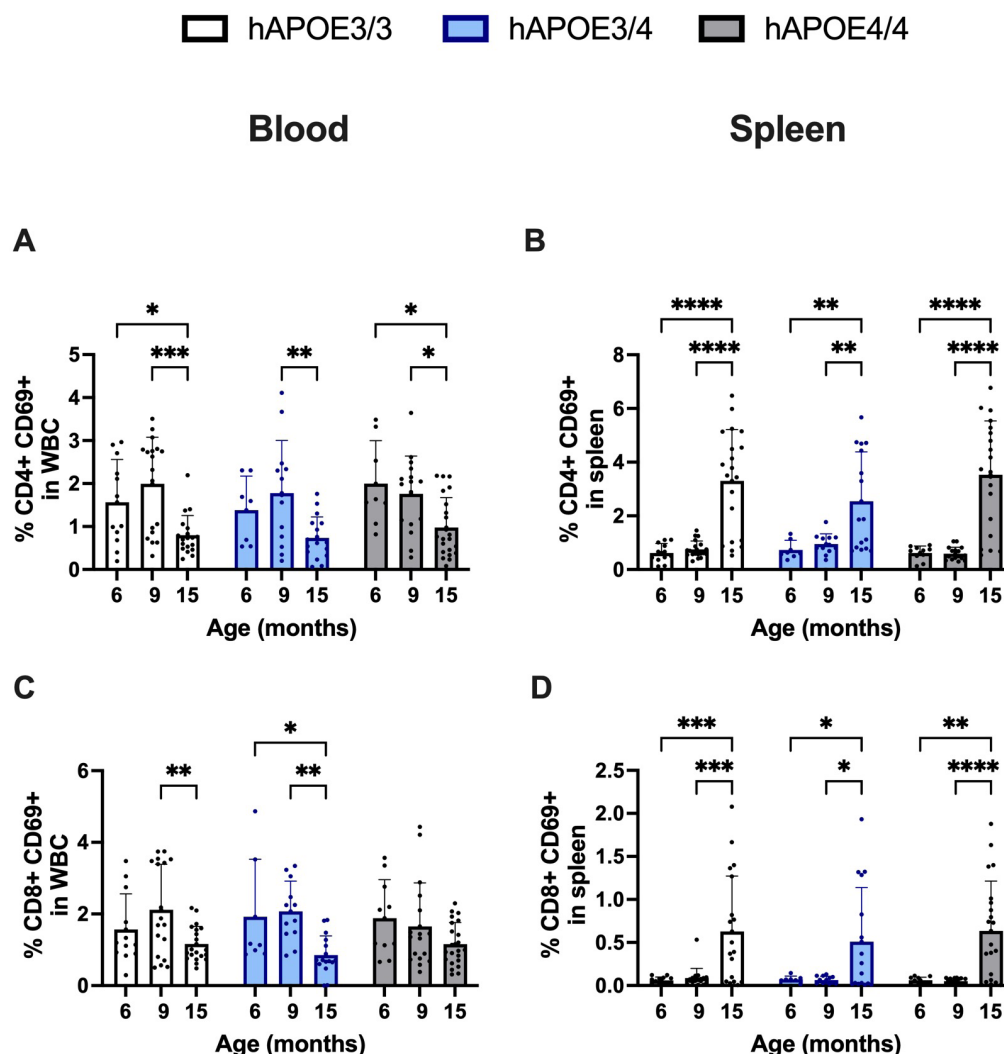 hAPOE3/3 hAPOE3/4 hAPOE4/4
Blood Spleen
A
% CD4+ CD69+
in WBC
5
4
3
2
1
0
* *** ** * *
6 9 15 6 9 15 6 9 15
Age (months)
B
% CD4+ CD69+
in spleen
8
6
4
2
0
**** **** ** ** **** ****
6 9 15 6 9 15 6 9 15
Age (months)
C
% CD8+ CD69+
in WBC
6
4
2
0
** * **
6 9 15 6 9 15 6 9 15
Age (months)
D
% CD8+ CD69+
in spleen
2.5
2.0
1.5
1.0
0.5
0.0
*** *** * * ** ****
6 9 15 6 9 15 6 9 15
Age (months)